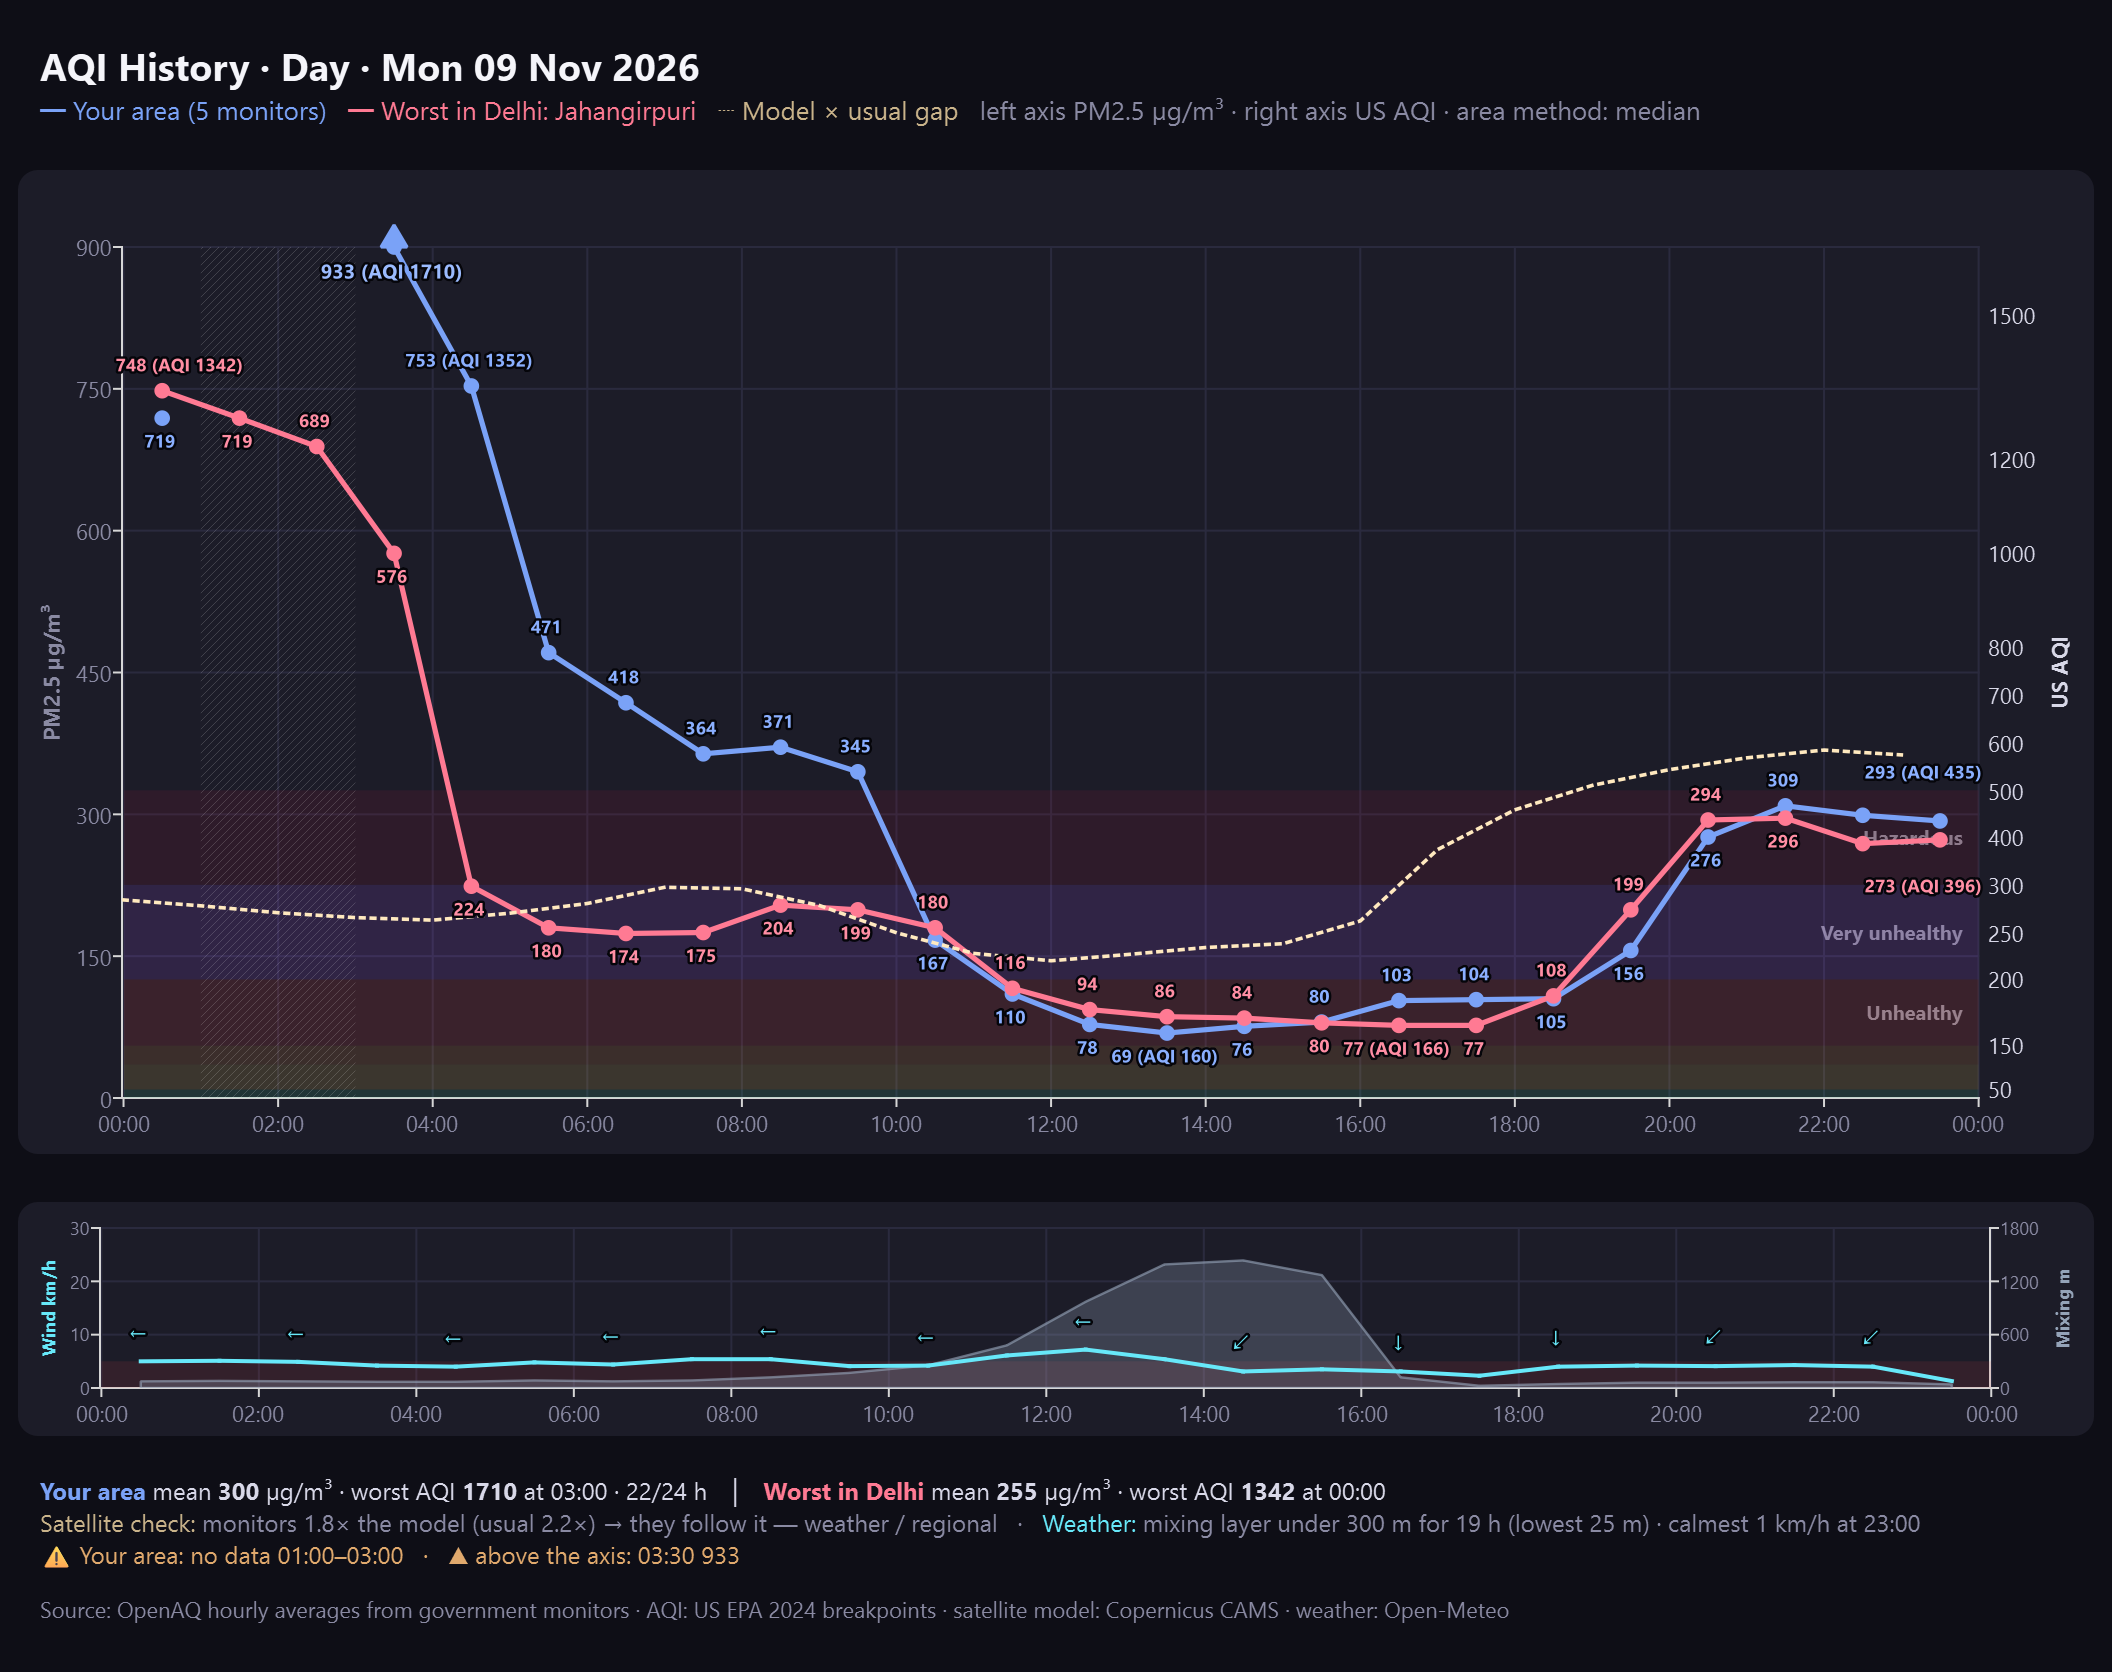 AQI History · Day · Mon 09 Nov 2026
Your area (5 monitors) Worst in Delhi: Jahangirpuri Model × usual gap left axis PM2.5 µg/m³ · right axis US AQI · area method: median
PM2.5 µg/m³
900
750
600
450
300
150
0
US AQI
1500
1200
1000
800
700
600
500
400
300
250
200
150
50
933 (AQI 1710)
753 (AQI 1352)
748 (AQI 1342)
719
719
689
576
471
418
364
371
345
224
180
174
175
204
199
180
167
116
110
94
78
86
69 (AQI 160)
84
76
80
80
103
77 (AQI 166)
104
77
108
105
199
156
294
276
309
296
293 (AQI 435)
273 (AQI 396)
Hazardous
Very unhealthy
Unhealthy
00:00 02:00 04:00 06:00 08:00 10:00 12:00 14:00 16:00 18:00 20:00 22:00 00:00
Wind km/h
30
20
10
0
Mixing m
1800
1200
600
0
← ← ← ← ← ← ← ↙ ↓ ↓ ↙ ↙
00:00 02:00 04:00 06:00 08:00 10:00 12:00 14:00 16:00 18:00 20:00 22:00 00:00
Your area mean 300 µg/m³ · worst AQI 1710 at 03:00 · 22/24 h | Worst in Delhi mean 255 µg/m³ · worst AQI 1342 at 00:00
Satellite check: monitors 1.8× the model (usual 2.2×) → they follow it — weather / regional · Weather: mixing layer under 300 m for 19 h (lowest 25 m) · calmest 1 km/h at 23:00
⚠ Your area: no data 01:00–03:00 · ▲ above the axis: 03:30 933
Source: OpenAQ hourly averages from government monitors · AQI: US EPA 2024 breakpoints · satellite model: Copernicus CAMS · weather: Open-Meteo